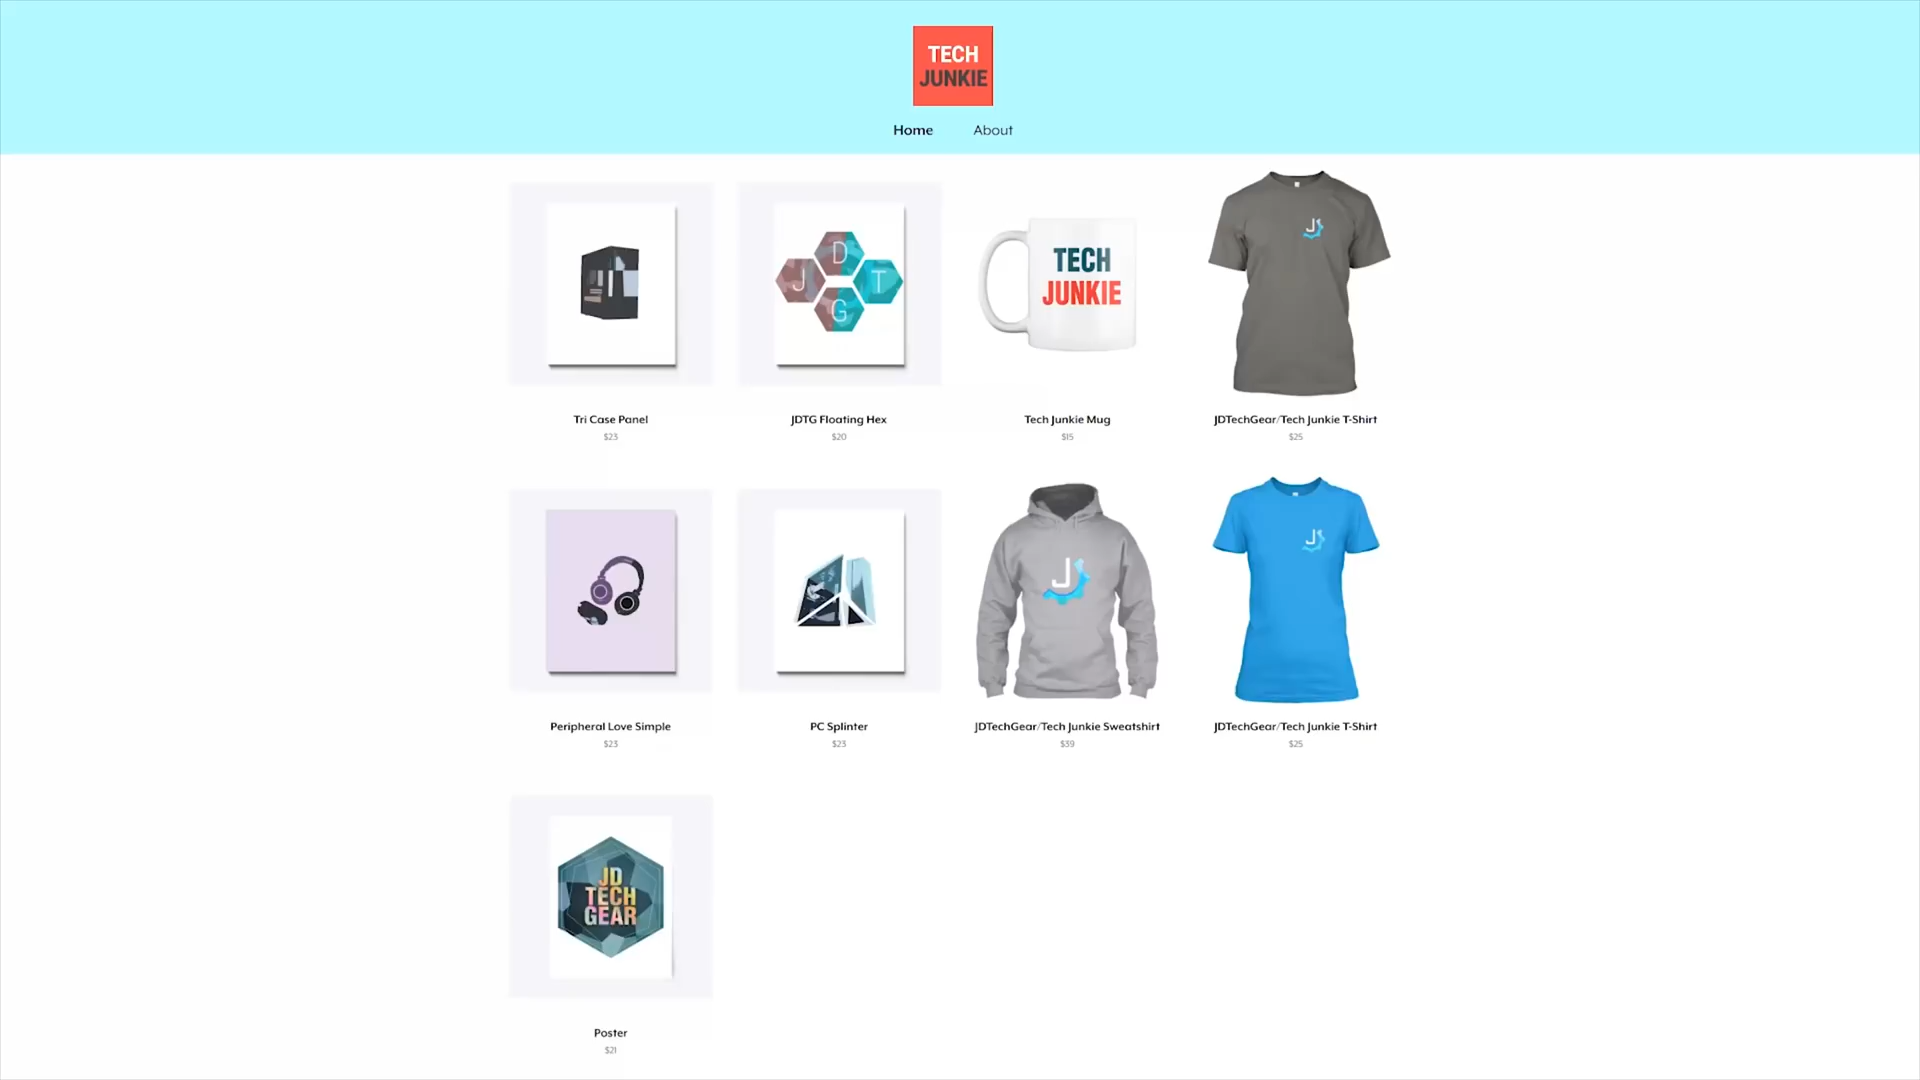 TECH
JUNKIE
Home About
D
J T
G
TECH
JUNKIE
J
Tri Case Panel
$23
JDTG Floating Hex
$20
Tech Junkie Mug
$15
JDTechGear/Tech Junkie T-Shirt
$25
J
J
Peripheral Love Simple
$23
PC Splinter
$23
JDTechGear/Tech Junkie Sweatshirt
$39
JDTechGear/Tech Junkie T-Shirt
$25
JD
TECH
GEAR
Poster
$21